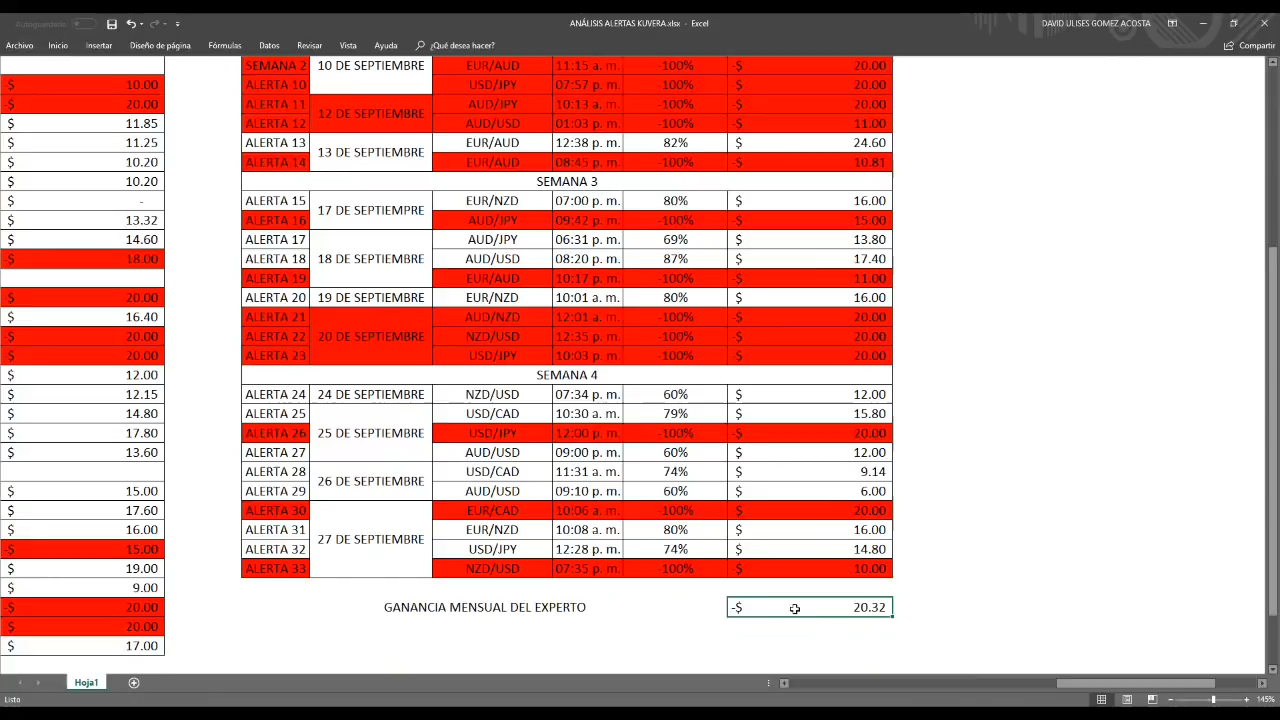 Autoguardado
ANÁLISIS ALERTAS KUVERA.xlsx - Excel
DAVID ULISES GOMEZ ACOSTA
Archivo Inicio Insertar Diseño de página Fórmulas Datos Revisar Vista Ayuda ¿Qué desea hacer? Compartir
SEMANA 2 10 DE SEPTIEMBRE EUR/AUD 11:15 a. m. -100% -$ 20.00
$ 10.00 ALERTA 10 USD/JPY 07:57 p. m. -100% -$ 20.00
-$ 20.00 ALERTA 11 12 DE SEPTIEMBRE AUD/JPY 10:13 a. m. -100% -$ 20.00
$ 11.85 ALERTA 12 AUD/USD 01:03 p. m. -100% -$ 11.00
$ 11.25 ALERTA 13 13 DE SEPTIEMBRE EUR/AUD 12:38 p. m. 82% $ 24.60
$ 10.20 ALERTA 14 EUR/AUD 08:45 p. m. -100% -$ 10.81
$ 10.20 SEMANA 3
$ - ALERTA 15 17 DE SEPTIEMPRE EUR/NZD 07:00 p. m. 80% $ 16.00
$ 13.32 ALERTA 16 AUD/JPY 09:42 p. m. -100% -$ 15.00
$ 14.60 ALERTA 17 AUD/JPY 06:31 p. m. 69% $ 13.80
-$ 18.00 ALERTA 18 18 DE SEPTIEMBRE AUD/USD 08:20 p. m. 87% $ 17.40
ALERTA 19 EUR/AUD 10:17 p. m. -100% -$ 11.00
$ 20.00 ALERTA 20 19 DE SEPTIEMBRE EUR/NZD 10:01 a. m. 80% $ 16.00
$ 16.40 ALERTA 21 AUD/NZD 12:01 a. m. -100% -$ 20.00
-$ 20.00 ALERTA 22 20 DE SEPTIEMBRE NZD/USD 12:35 p. m. -100% -$ 20.00
-$ 20.00 ALERTA 23 USD/JPY 10:03 p. m. -100% -$ 20.00
$ 12.00 SEMANA 4
$ 12.15 ALERTA 24 24 DE SEPTIEMBRE NZD/USD 07:34 p. m. 60% $ 12.00
$ 14.80 ALERTA 25 USD/CAD 10:30 a. m. 79% $ 15.80
$ 17.80 ALERTA 26 25 DE SEPTIEMBRE USD/JPY 12:00 p. m. -100% -$ 20.00
$ 13.60 ALERTA 27 AUD/USD 09:00 p. m. 60% $ 12.00
ALERTA 28 26 DE SEPTIEMBRE USD/CAD 11:31 a. m. 74% $ 9.14
$ 15.00 ALERTA 29 AUD/USD 09:10 p. m. 60% $ 6.00
$ 17.60 ALERTA 30 EUR/CAD 10:06 a. m. -100% -$ 20.00
$ 16.00 ALERTA 31 27 DE SEPTIEMBRE EUR/NZD 10:08 a. m. 80% $ 16.00
-$ 15.00 ALERTA 32 USD/JPY 12:28 p. m. 74% $ 14.80
$ 19.00 ALERTA 33 NZD/USD 07:35 p. m. -100% -$ 10.00
$ 9.00
-$ 20.00 GANANCIA MENSUAL DEL EXPERTO -$ 20.32
$ 20.00
$ 17.00
Hoja1
Listo 145%